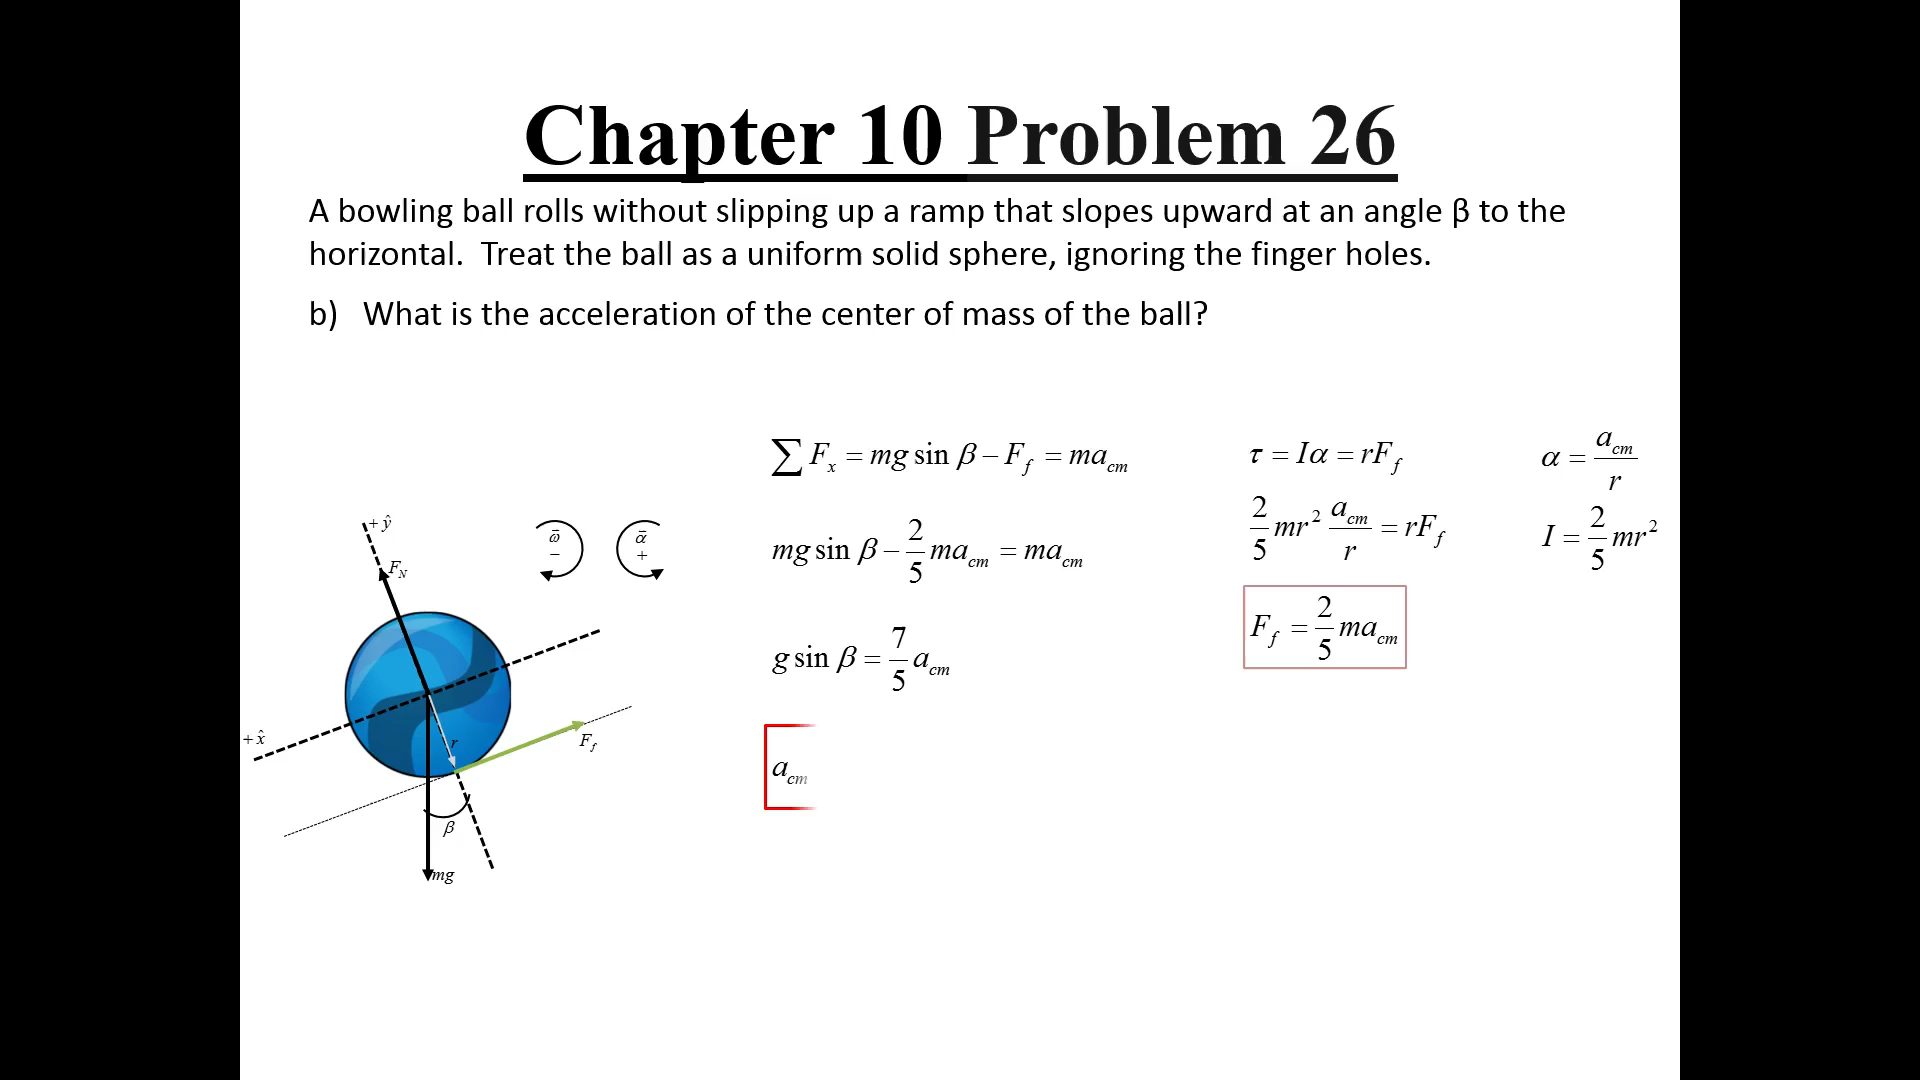 Chapter 10 Problem 26
A bowling ball rolls without slipping up a ramp that slopes upward at an angle β to the
horizontal.  Treat the ball as a uniform solid sphere, ignoring the finger holes.
b)   What is the acceleration of the center of mass of the ball?
∑ F_x = mg sin β − F_f = ma_cm
mg sin β − 2/5 ma_cm = ma_cm
g sin β = 7/5 a_cm
a_cm
τ = Iα = rF_f
2/5 mr² a_cm/r = rF_f
F_f = 2/5 ma_cm
α = a_cm/r
I = 2/5 mr²
+ŷ
F_N
ω⃗
−
α⃗
+
+x̂
r
F_f
β
mg